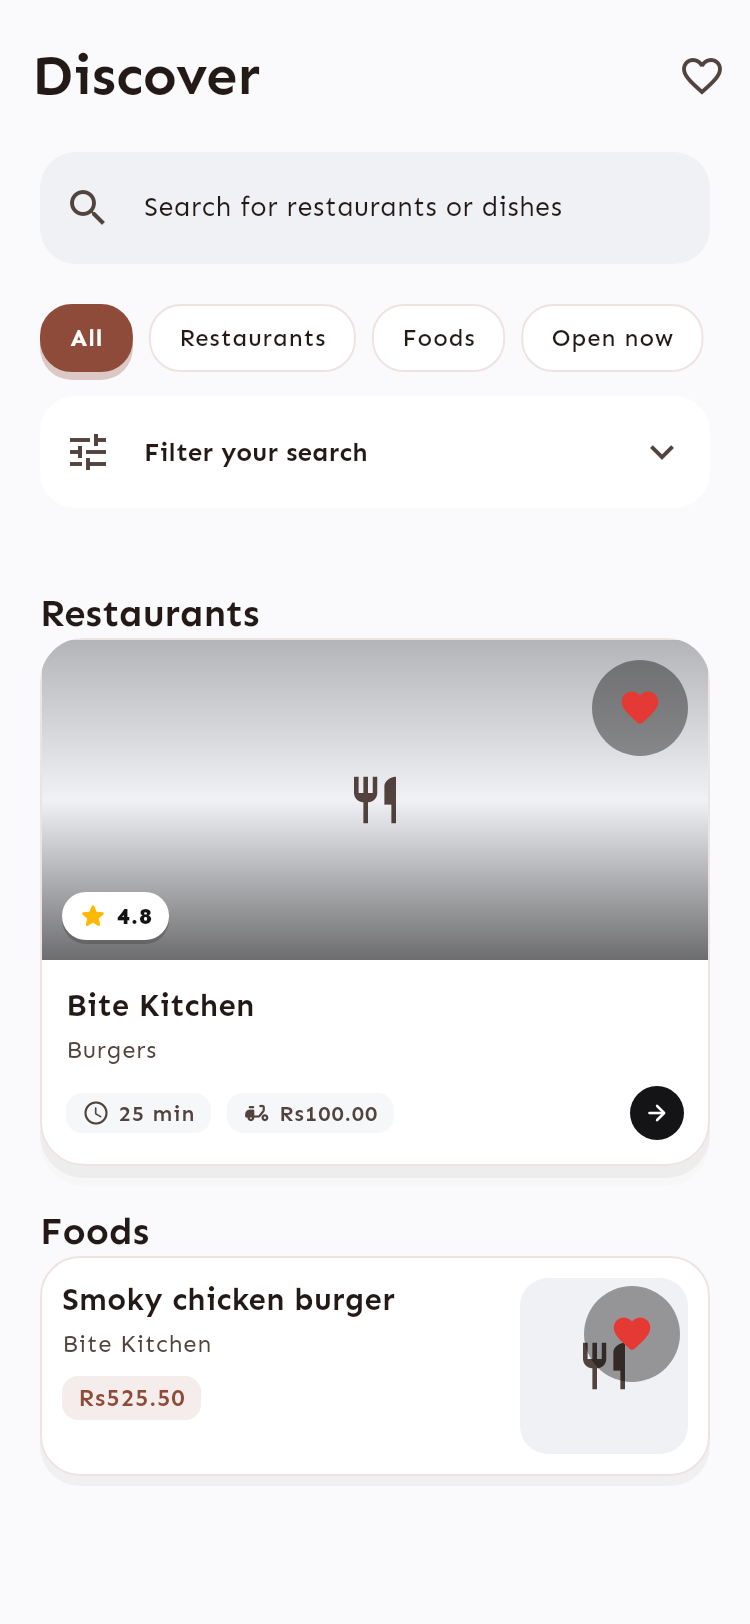 Discover
Search for restaurants or dishes
All
Restaurants
Foods
Open now
Filter your search
Restaurants
4.8
Bite Kitchen
Burgers
25 min
Rs100.00
Foods
Smoky chicken burger
Bite Kitchen
Rs525.50